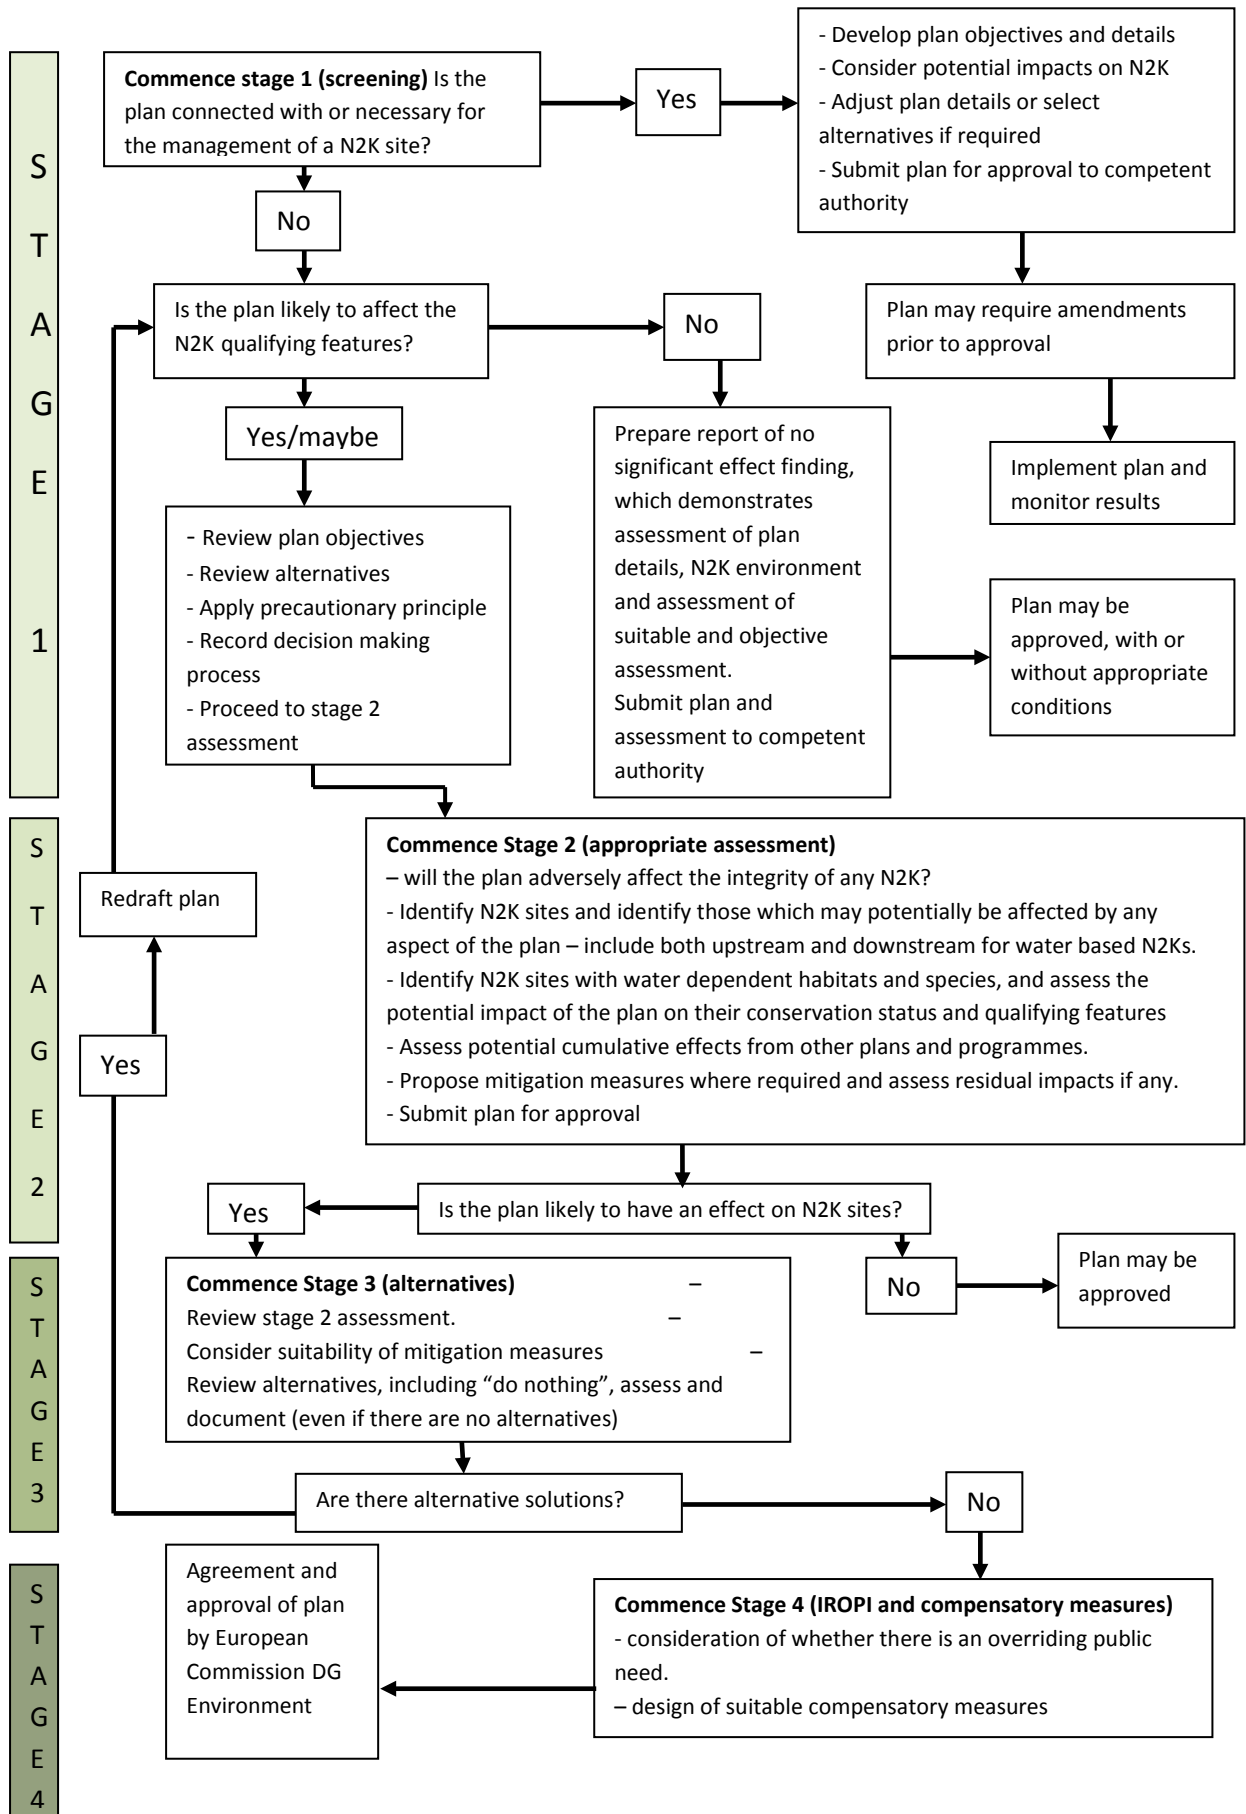 S
T
A
G
E
1
Commence stage 1 (screening) Is the
plan connected with or necessary for
the management of a N2K site?
Yes
- Develop plan objectives and details
- Consider potential impacts on N2K
- Adjust plan details or select
alternatives if required
- Submit plan for approval to competent
authority
No
Is the plan likely to affect the
N2K qualifying features?
No
Plan may require amendments
prior to approval
Yes/maybe
Prepare report of no
significant effect finding,
which demonstrates
assessment of plan
details, N2K environment
and assessment of
suitable and objective
assessment.
Submit plan and
assessment to competent
authority
Implement plan and
monitor results
- Review plan objectives
- Review alternatives
- Apply precautionary principle
- Record decision making
process
- Proceed to stage 2
assessment
Plan may be
approved, with or
without appropriate
conditions
S
T
A
G
E
2
Commence Stage 2 (appropriate assessment)
– will the plan adversely affect the integrity of any N2K?
- Identify N2K sites and identify those which may potentially be affected by any
aspect of the plan – include both upstream and downstream for water based N2Ks.
- Identify N2K sites with water dependent habitats and species, and assess the
potential impact of the plan on their conservation status and qualifying features
- Assess potential cumulative effects from other plans and programmes.
- Propose mitigation measures where required and assess residual impacts if any.
- Submit plan for approval
Redraft plan
Yes
Yes
Is the plan likely to have an effect on N2K sites?
No
Plan may be
approved
S
T
A
G
E
3
Commence Stage 3 (alternatives) –
Review stage 2 assessment. –
Consider suitability of mitigation measures –
Review alternatives, including “do nothing”, assess and
document (even if there are no alternatives)
Are there alternative solutions?
No
S
T
A
G
E
4
Agreement and
approval of plan
by European
Commission DG
Environment
Commence Stage 4 (IROPI and compensatory measures)
- consideration of whether there is an overriding public
need.
– design of suitable compensatory measures